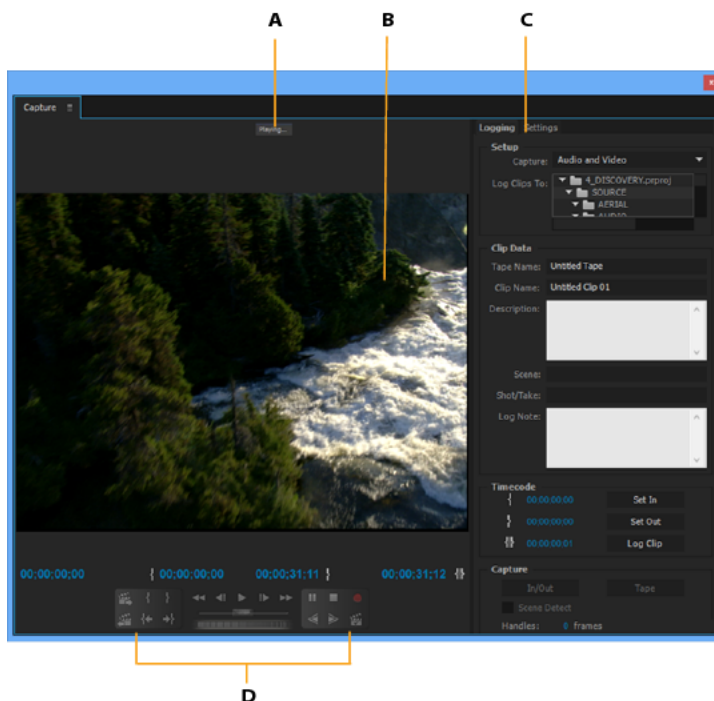 A
B
C
Capture
Playing...
Logging Settings
Setup
Capture: Audio and Video
Log Clips To: 4_DISCOVERY.prproj
SOURCE
AERIAL
AUDIO
Clip Data
Tape Name: Untitled Tape
Clip Name: Untitled Clip 01
Description:
Scene:
Shot/Take:
Log Note:
Timecode
00:00:00:00 Set In
00:00:00:00 Set Out
00:00:00:01 Log Clip
00:00:00:00 { 00:00:00:00 00:00:31:11 } 00:00:31:12
Capture
In/Out Tape
Scene Detect
Handles: 0 frames
D